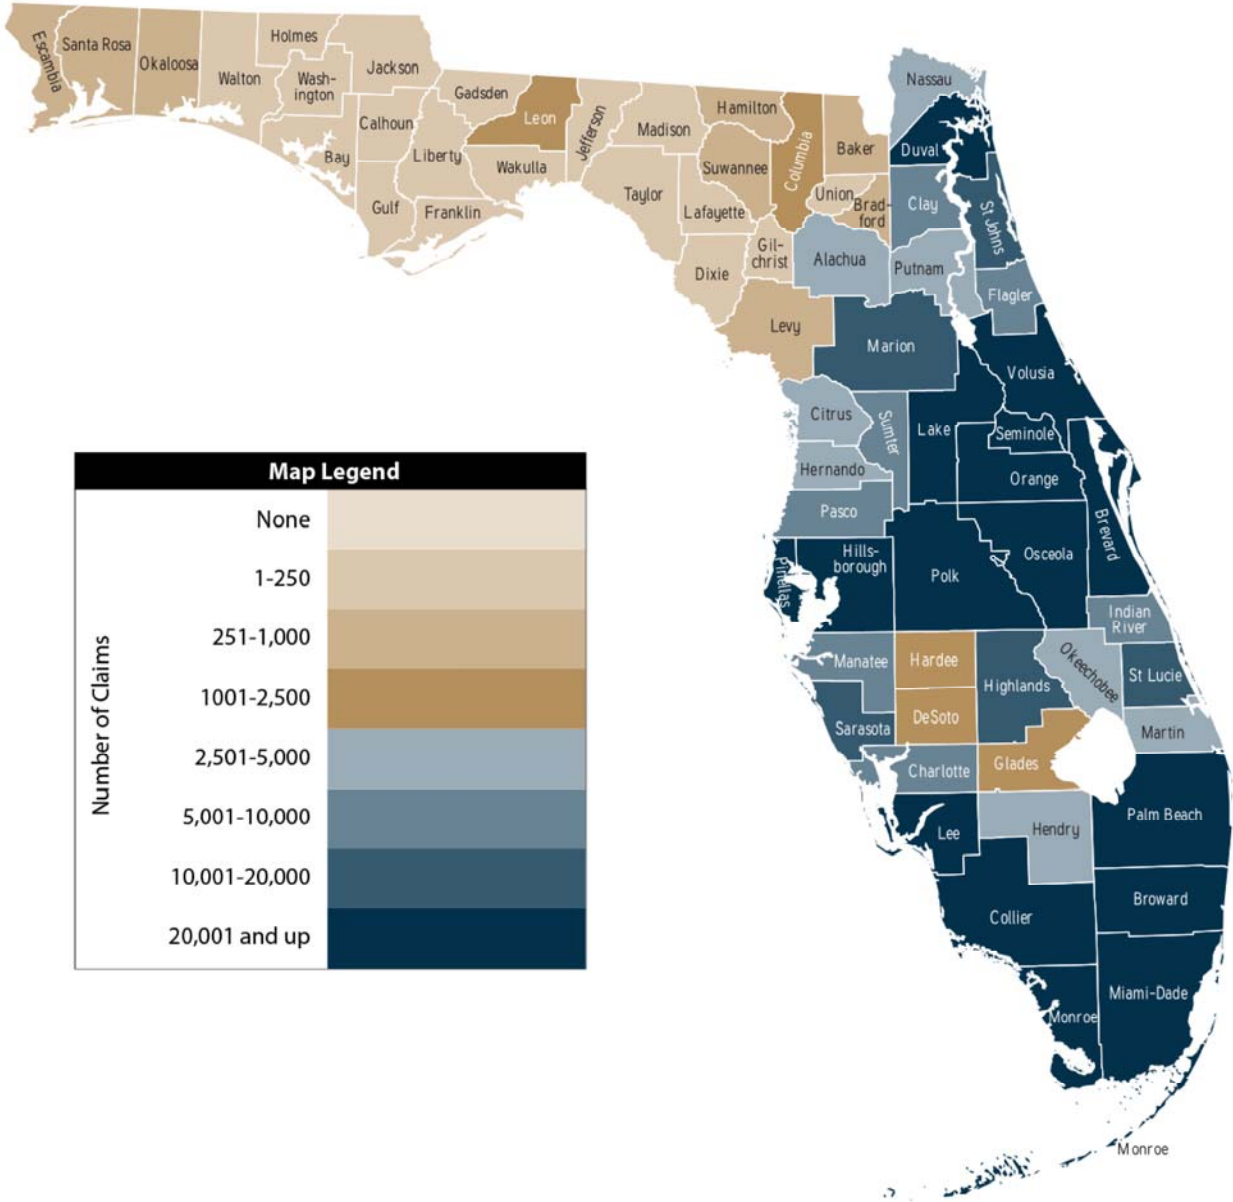 Escambia
Santa Rosa
Okaloosa
Holmes
Walton
Wash-
ington
Jackson
Calhoun
Bay
Gulf
Gadsden
Liberty
Franklin
Leon
Wakulla
Jefferson
Madison
Taylor
Hamilton
Suwannee
Lafayette
Dixie
Columbia
Gil-
christ
Baker
Union
Brad-
ford
Nassau
Duval
Clay
St Johns
Alachua
Putnam
Flagler
Levy
Marion
Volusia
Citrus
Sumter
Lake
Seminole
Hernando
Orange
Pasco
Brevard
Pinellas
Hills-
borough
Polk
Osceola
Indian
River
Manatee
Hardee
Highlands
Okeechobee
St Lucie
Sarasota
DeSoto
Martin
Charlotte
Glades
Lee
Hendry
Palm Beach
Collier
Broward
Monroe
Miami-Dade
Monroe
Map Legend
Number of Claims
None
1-250
251-1,000
1001-2,500
2,501-5,000
5,001-10,000
10,001-20,000
20,001 and up